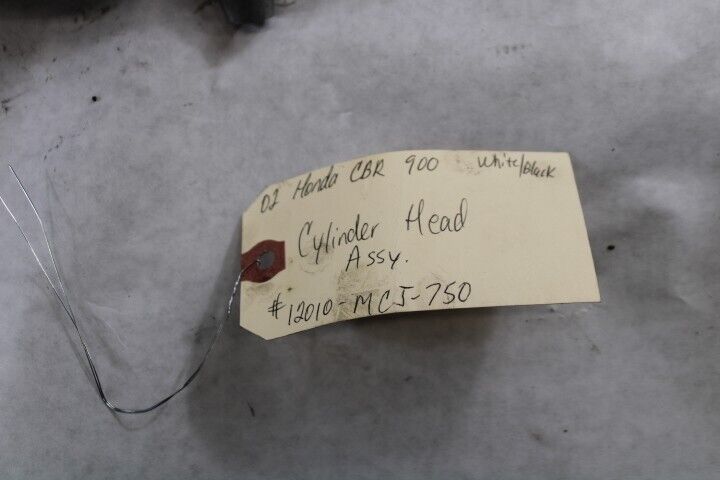 02 Honda CBR 900 White/Black
Cylinder Head
Assy.
#12010-MCJ-750